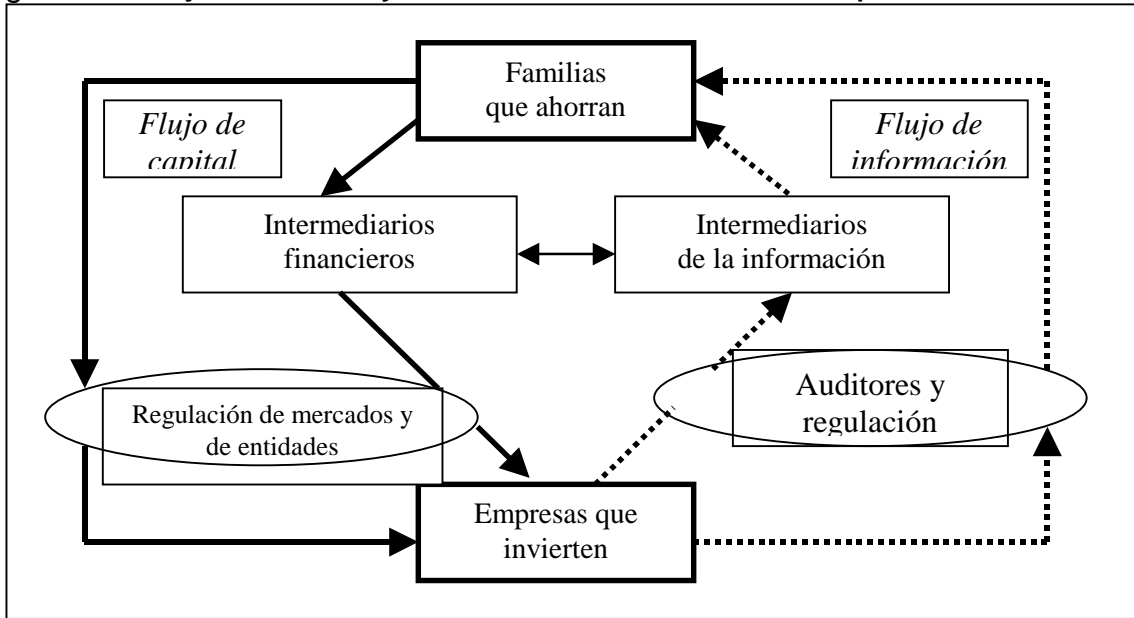 Familias
que ahorran
Flujo de
capital
Flujo de
información
Intermediarios
financieros
Intermediarios
de la información
Regulación de mercados y
de entidades
Auditores y
regulación
Empresas que
invierten